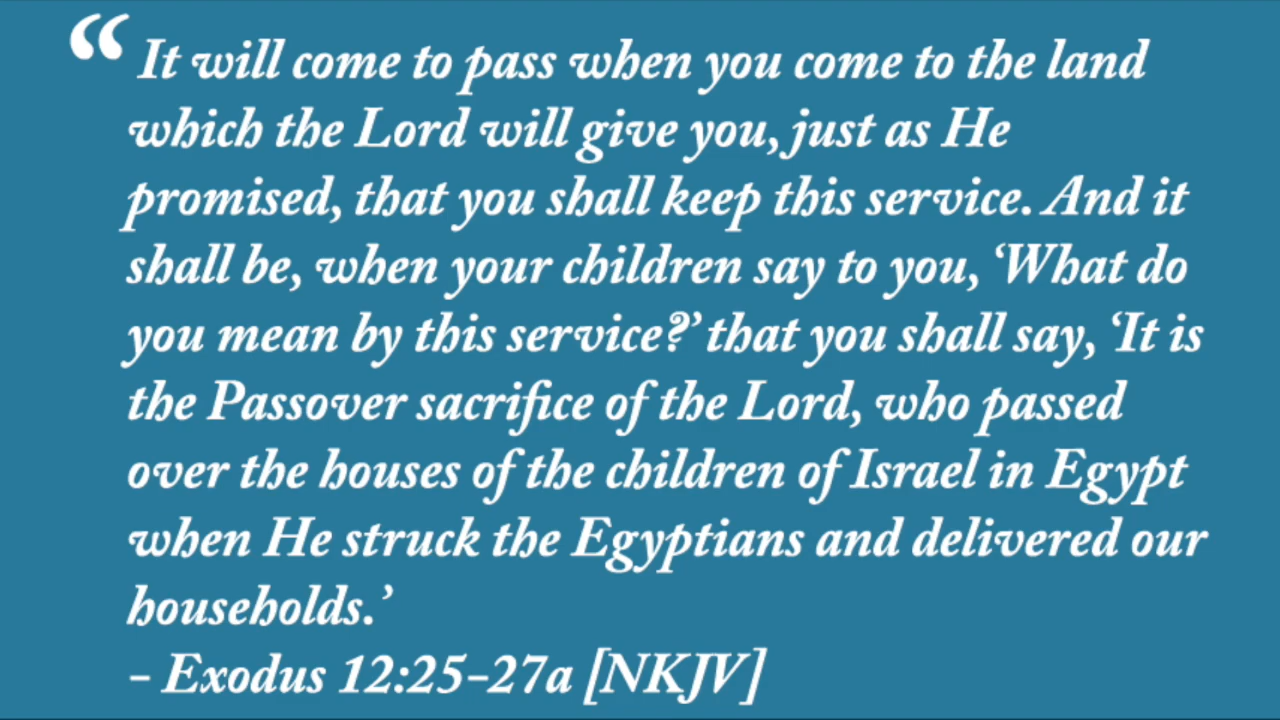 “ It will come to pass when you come to the land
which the Lord will give you, just as He
promised, that you shall keep this service. And it
shall be, when your children say to you, ‘What do
you mean by this service?’ that you shall say, ‘It is
the Passover sacrifice of the Lord, who passed
over the houses of the children of Israel in Egypt
when He struck the Egyptians and delivered our
households.’
– Exodus 12:25–27a [NKJV]